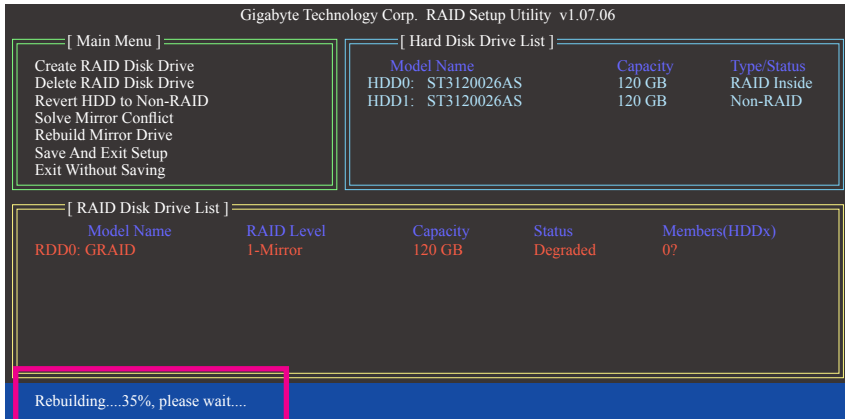 Gigabyte Technology Corp. RAID Setup Utility v1.07.06
[ Main Menu ]
Create RAID Disk Drive
Delete RAID Disk Drive
Revert HDD to Non-RAID
Solve Mirror Conflict
Rebuild Mirror Drive
Save And Exit Setup
Exit Without Saving
[ Hard Disk Drive List ]
Model Name Capacity Type/Status
HDD0: ST3120026AS 120 GB RAID Inside
HDD1: ST3120026AS 120 GB Non-RAID
[ RAID Disk Drive List ]
Model Name RAID Level Capacity Status Members(HDDx)
RDD0: GRAID 1-Mirror 120 GB Degraded 0?
Rebuilding....35%, please wait....